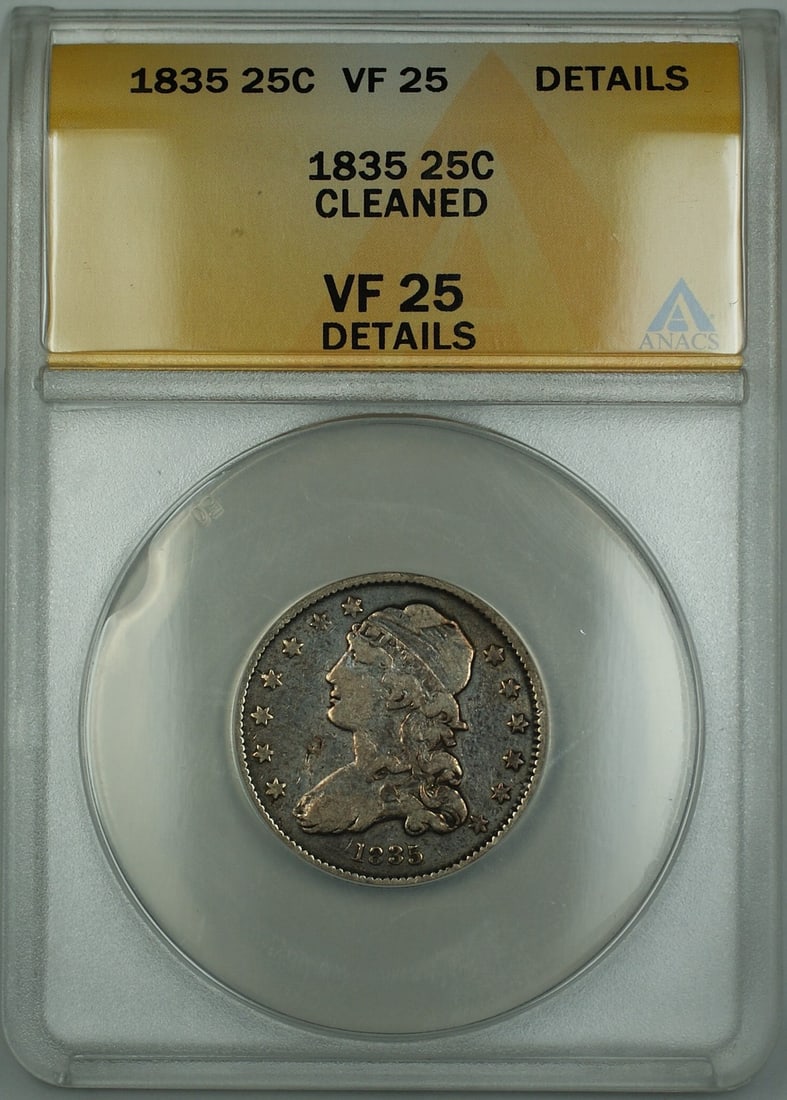 1835 25C VF 25 DETAILS
1835 25C
CLEANED
VF 25
DETAILS
ANACS
1835